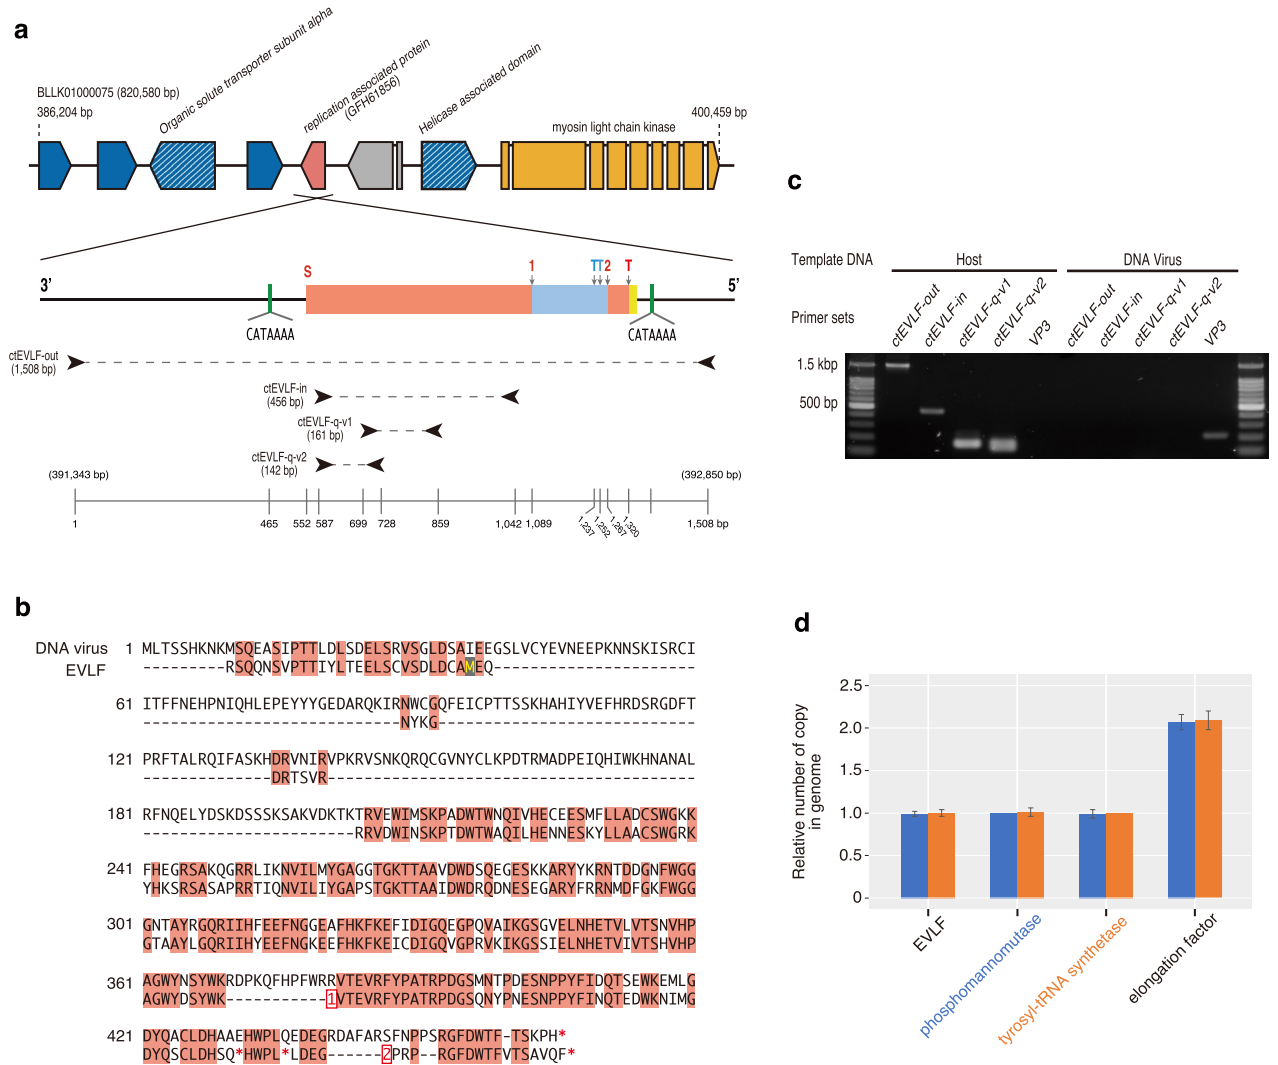 a
BLLK01000075 (820,580 bp)
386,204 bp
Organic solute transporter subunit alpha
replication associated protein
(GFH61856)
Helicase associated domain
myosin light chain kinase
400,459 bp
3’
S
1
TT
2
T
5’
CATAAAA
CATAAAA
ctEVLF-out
(1,508 bp)
ctEVLF-in
(456 bp)
ctEVLF-q-v1
(161 bp)
ctEVLF-q-v2
(142 bp)
(391,343 bp)
(392,850 bp)
1
465
552
587
699
728
859
1,042
1,089
1,237
1,252
1,267
1,320
1,508 bp
b
DNA virus 1 MLTSSHKNKMSQEASIPTTLDLSDELSRVSGLDSAIEEGSLVCYEVNEEPKNNSKISRCI
EVLF ---------RSQQNSVPTTIYLTEELSCVSDLDCAMEQ----------------------
61 ITFFNEHPNIQHLEPEYYYGEDARQKIRNWCGQFEICPTTSSKHAHIYVEFHRDSRGDFT
----------------------------NYKG----------------------------
121 PRFTALRQIFASKHDRVNIRVPKRVSNKQRQCGVNYCLKPDTRMADPEIQHIWKHNANAL
--------------DRTSVR----------------------------------------
181 RFNQELYDSKDSSSKSAKVDKTKTRVEWIMSKPADWTWNQIVHECEESMFLLADCSWGKK
-----------------------RRVDWINSKPTDWTWAQILHENNESKYLLAACSWGRK
241 FHEGRSAKQGRRLIKNVILMYGAGGTGKTTAAVDWDSQEGESKKARYYKRNTDDGNFWGG
YHKSRSASAPRRTIQNVILIYGAPSTGKTTAAIDWDRQDNESEGARYFRRNMDFGKFWGG
301 GNTAYRGQRIIHFEEFNGGEAFHKFKEFIDIGQEGPQVAIKGSGVELNHETVLVTSNVHP
GTAAYLGQRIIHYEEFNGKEEFHKFKEICDIGQVGPRVKIKGSSIELNHETVIVTSHVHP
361 AGWYNSYWKRDPKQFHPFWRRVTEVRFYPATRPDGSMNTPDESNPPYFIDQTSEWKEMLG
AGWYDSYWK-----------1VTEVRFYPATRPDGSQNYPNESNPPYFINQTEDWKNIMG
421 DYQACLDHAAEHWPLQEDEGRDAFARSFNPPSRGFDWTF-TSKPH*
DYQSCLDHSQ*HWPL*LDEG------2PRP--RGFDWTFVTSAVQF*
c
Template DNA
Host
DNA Virus
Primer sets
ctEVLF-out
ctEVLF-in
ctEVLF-q-v1
ctEVLF-q-v2
VP3
ctEVLF-out
ctEVLF-in
ctEVLF-q-v1
ctEVLF-q-v2
VP3
1.5 kbp
500 bp
d
Relative number of copy
in genome
2.5
2.0
1.5
1.0
0.5
0
EVLF
phosphomannomutase
tyrosyl-tRNA synthetase
elongation factor